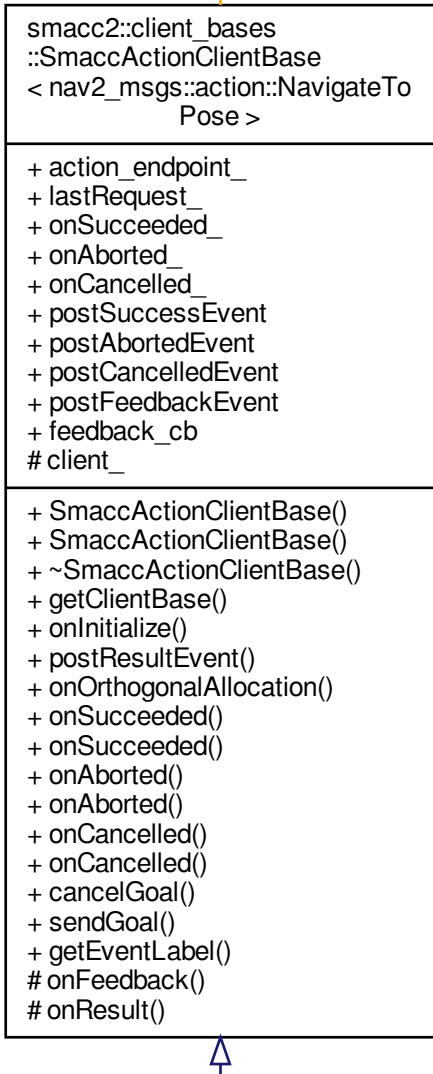 smacc2::client_bases
::SmaccActionClientBase
< nav2_msgs::action::NavigateTo
Pose >
+ action_endpoint_
+ lastRequest_
+ onSucceeded_
+ onAborted_
+ onCancelled_
+ postSuccessEvent
+ postAbortedEvent
+ postCancelledEvent
+ postFeedbackEvent
+ feedback_cb
# client_
+ SmaccActionClientBase()
+ SmaccActionClientBase()
+ ~SmaccActionClientBase()
+ getClientBase()
+ onInitialize()
+ postResultEvent()
+ onOrthogonalAllocation()
+ onSucceeded()
+ onSucceeded()
+ onAborted()
+ onAborted()
+ onCancelled()
+ onCancelled()
+ cancelGoal()
+ sendGoal()
+ getEventLabel()
# onFeedback()
# onResult()